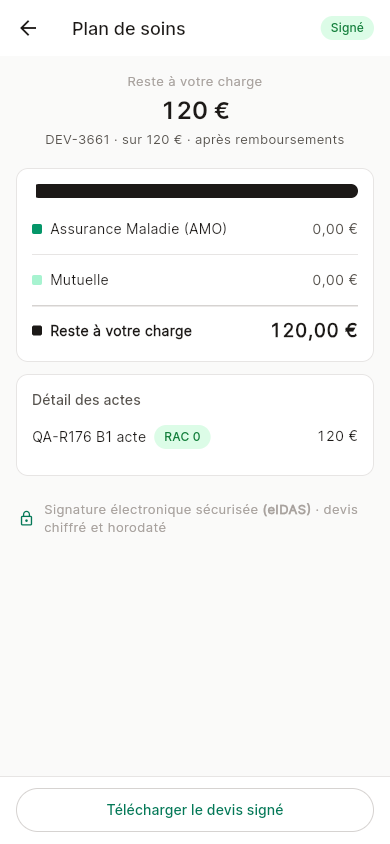 Plan de soins
Signé
Reste à votre charge
120 €
DEV-3661 · sur 120 € · après remboursements
Assurance Maladie (AMO) 0,00 €
Mutuelle 0,00 €
Reste à votre charge 120,00 €
Détail des actes
QA-R176 B1 acte RAC 0 120 €
Signature électronique sécurisée (eIDAS) · devis
chiffré et horodaté
Télécharger le devis signé